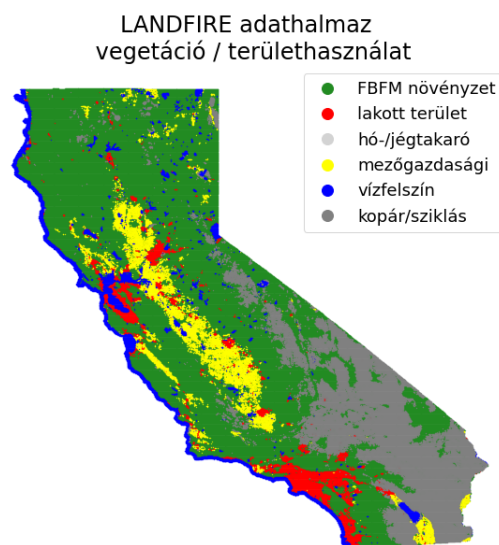 LANDFIRE adathalmaz
vegetáció / területhasználat
FBFM növényzet
lakott terület
hó-/jégtakaró
mezőgazdasági
vízfelszín
kopár/sziklás